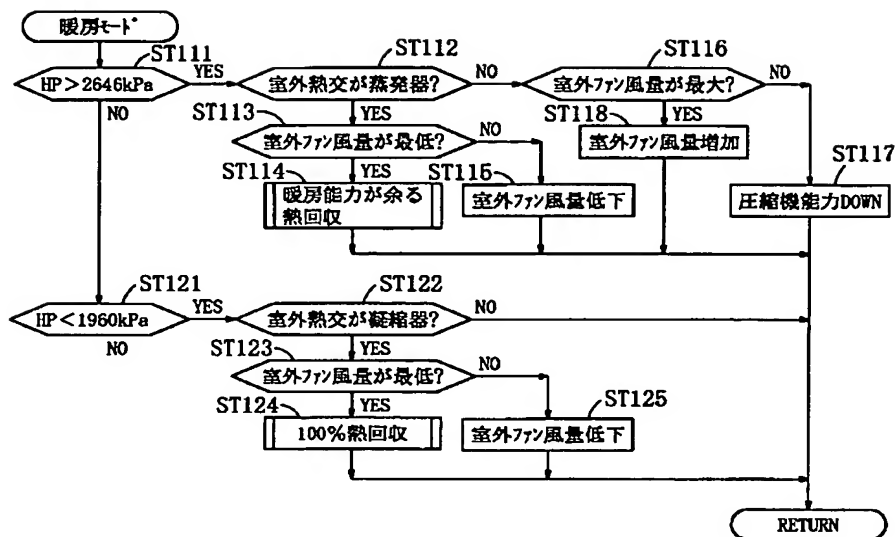 暖房ﾓｰﾄﾞ
ST111
HP＞2646kPa
YES
NO
ST112
室外熱交が蒸発器?
NO
YES
ST116
室外ﾌｧﾝ風量が最大?
NO
YES
ST113
室外ﾌｧﾝ風量が最低?
NO
YES
ST118
室外ﾌｧﾝ風量増加
ST117
圧縮機能力DOWN
ST114
暖房能力が余る
熱回収
ST115
室外ﾌｧﾝ風量低下
ST121
HP＜1960kPa
YES
NO
ST122
室外熱交が凝縮器?
NO
YES
ST123
室外ﾌｧﾝ風量が最低?
NO
YES
ST124
100%熱回収
ST125
室外ﾌｧﾝ風量低下
RETURN